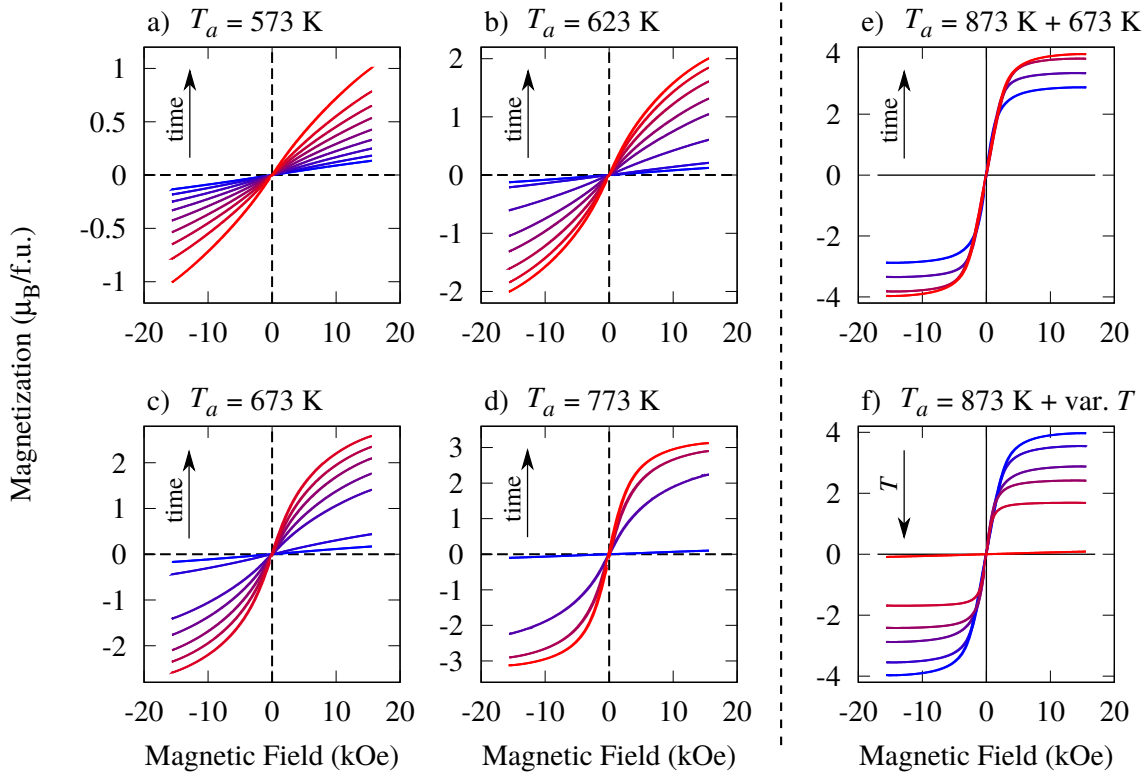 a) T_a = 573 K
b) T_a = 623 K
e) T_a = 873 K + 673 K
1
0.5
0
-0.5
-1
time
-20 -10 0 10 20
2
1
0
-1
-2
time
-20 -10 0 10 20
4
2
0
-2
-4
time
-20 -10 0 10 20
Magnetization (μ_B/f.u.)
c) T_a = 673 K
d) T_a = 773 K
f) T_a = 873 K + var. T
2
1
0
-1
-2
time
-20 -10 0 10 20
Magnetic Field (kOe)
3
2
1
0
-1
-2
-3
time
-20 -10 0 10 20
Magnetic Field (kOe)
4
2
0
-2
-4
T
-20 -10 0 10 20
Magnetic Field (kOe)